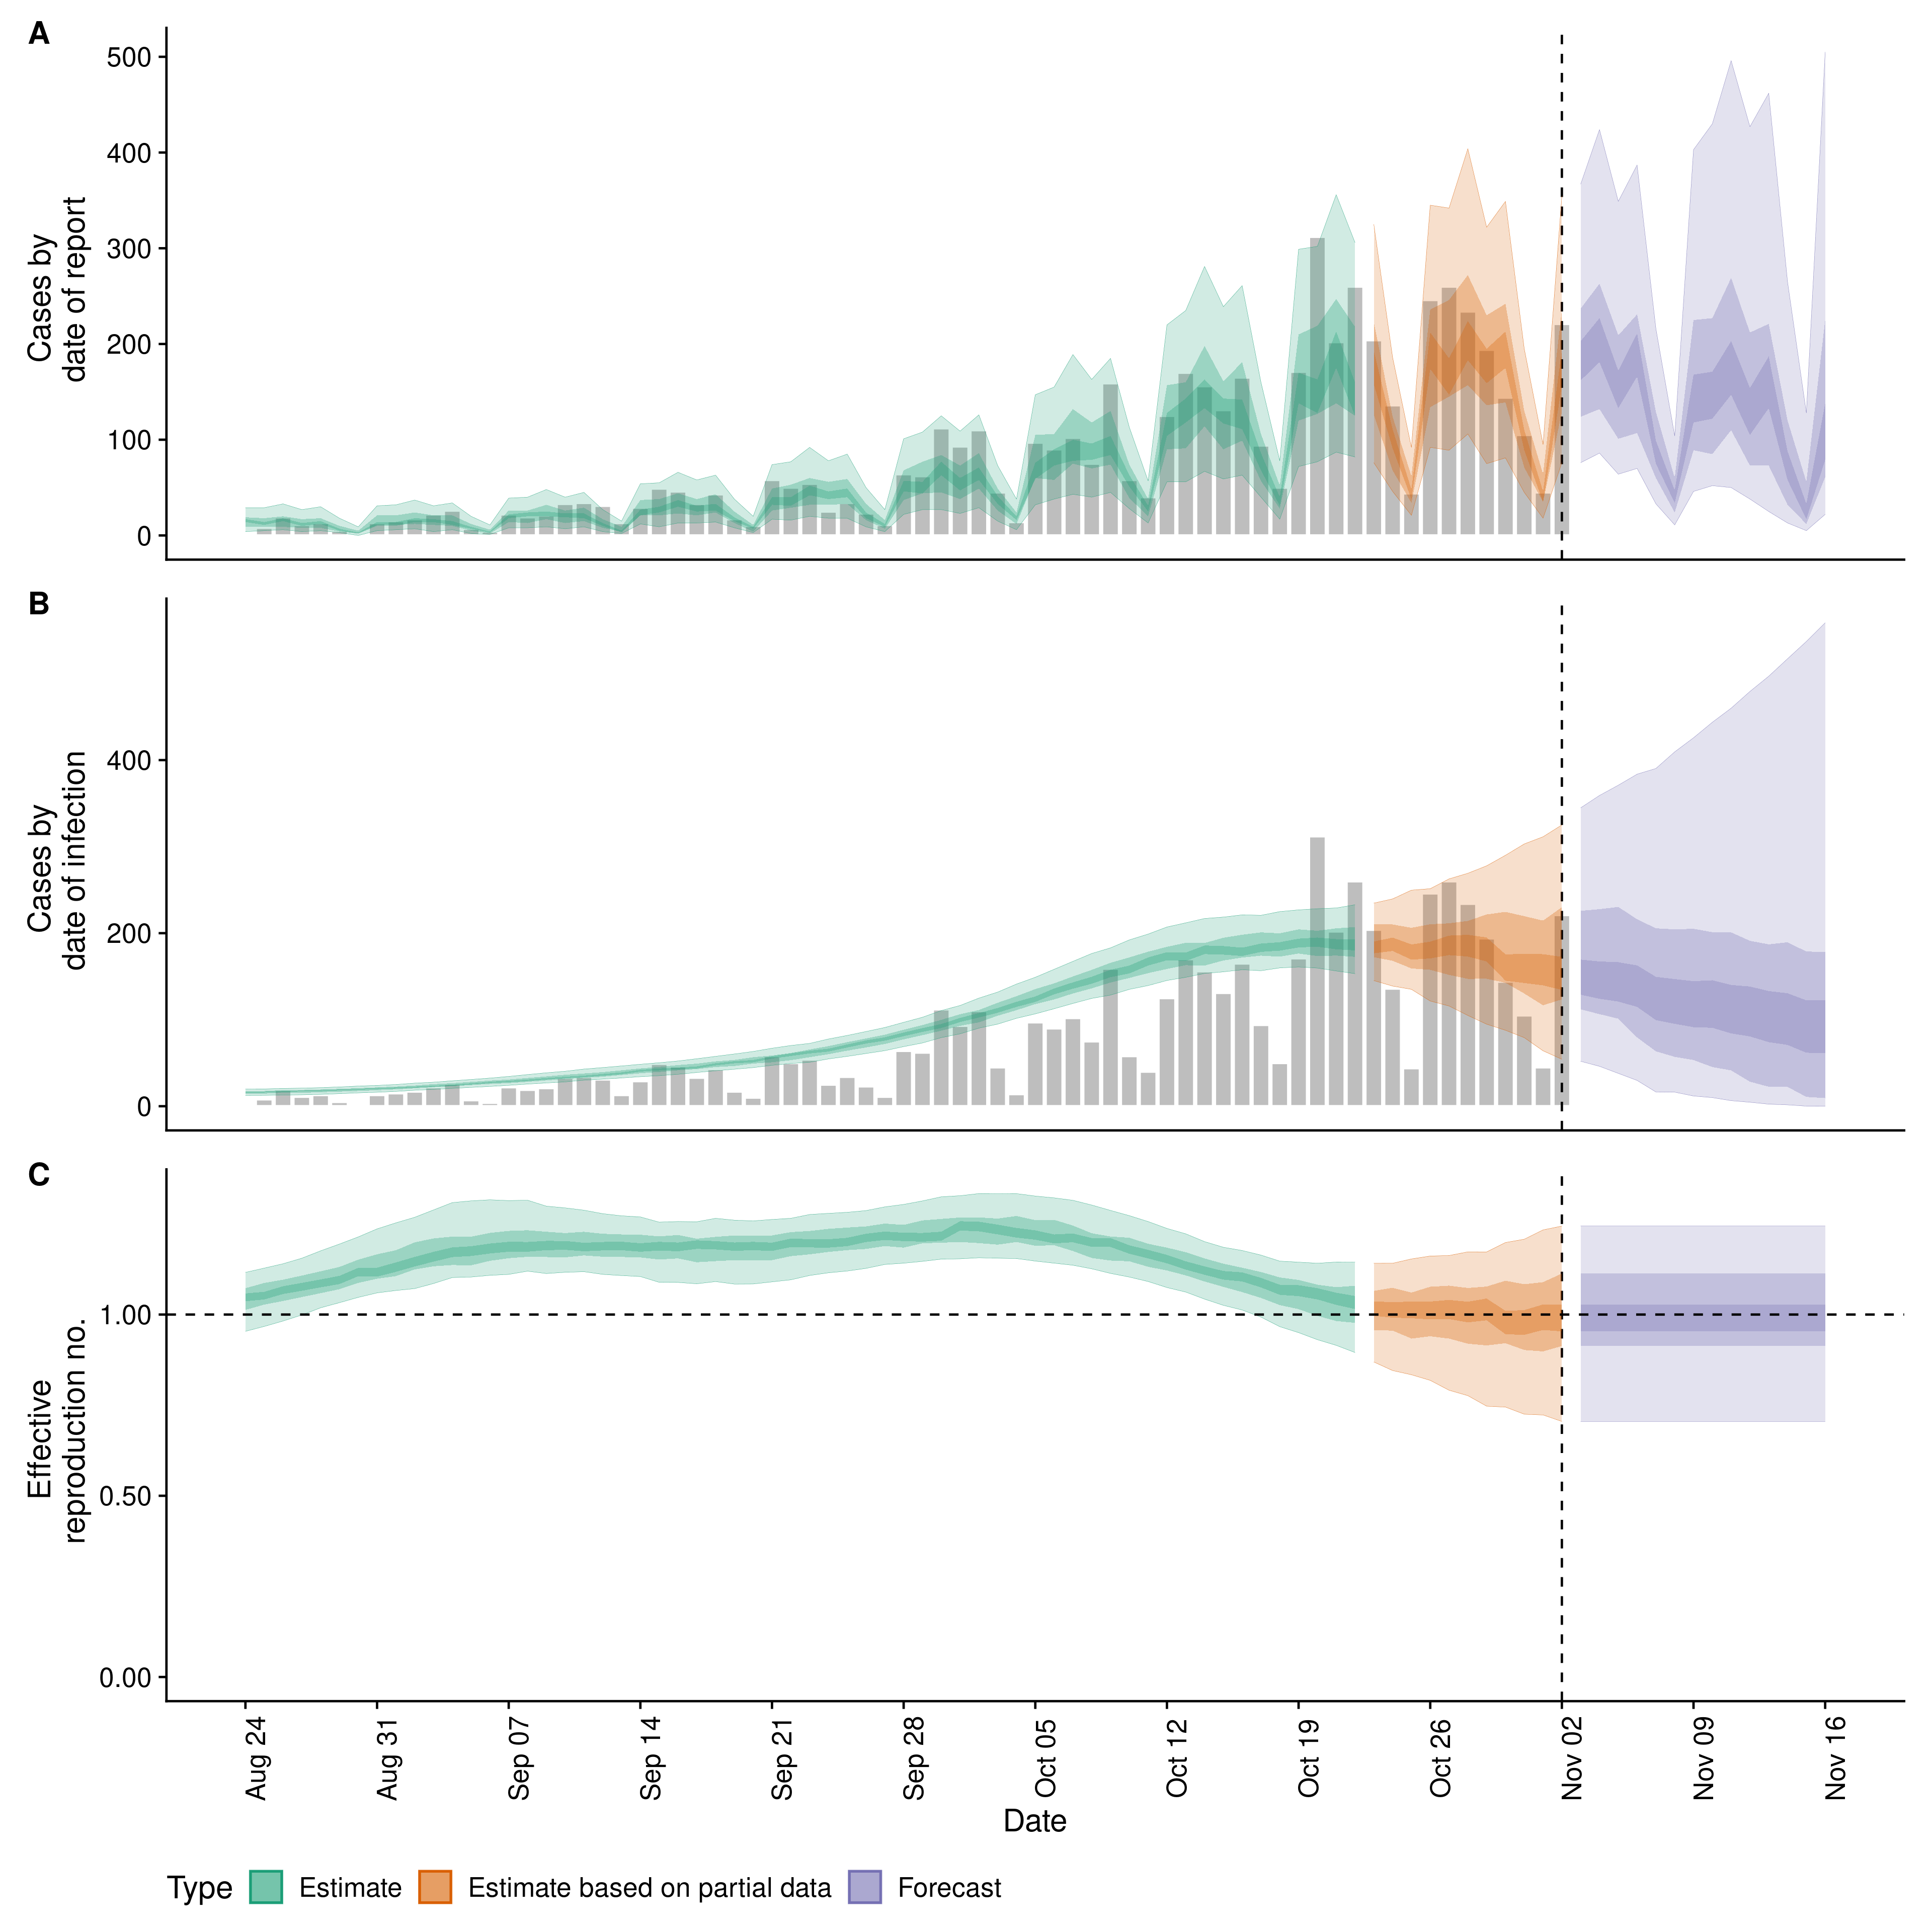 A
500
400
300
200
100
0
Cases by
date of report
B
400
200
0
Cases by
date of infection
C
1.00
0.50
0.00
Effective
reproduction no.
Aug 24
Aug 31
Sep 07
Sep 14
Sep 21
Sep 28
Oct 05
Oct 12
Oct 19
Oct 26
Nov 02
Nov 09
Nov 16
Date
Type Estimate Estimate based on partial data Forecast